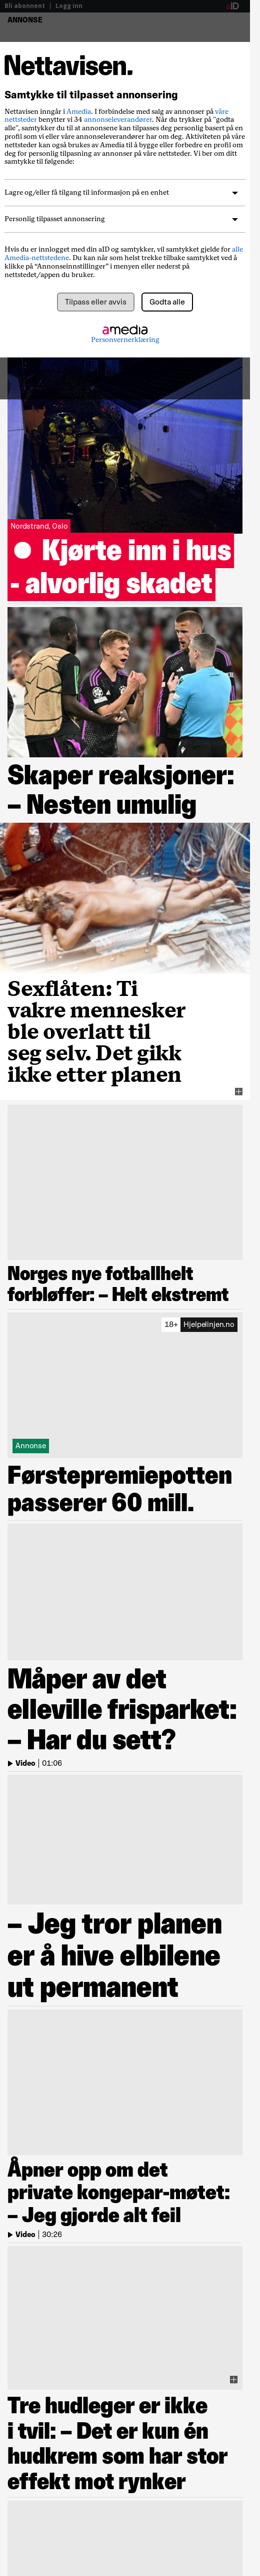 Bli abonnent | Logg inn
aID
ANNONSE
Nettavisen.
Samtykke til tilpasset annonsering
Nettavisen inngår i Amedia. I forbindelse med salg av annonser på våre
nettsteder benytter vi 34 annonseleverandører. Når du trykker på "godta
alle", samtykker du til at annonsene kan tilpasses deg personlig basert på en
profil som vi eller våre annonseleverandører har om deg. Aktiviteten på våre
nettsteder kan også brukes av Amedia til å bygge eller forbedre en profil om
deg for personlig tilpasning av annonser på våre nettsteder. Vi ber om ditt
samtykke til følgende:
Lagre og/eller få tilgang til informasjon på en enhet
Personlig tilpasset annonsering
Hvis du er innlogget med din aID og samtykker, vil samtykket gjelde for alle
Amedia-nettstedene. Du kan når som helst trekke tilbake samtykket ved å
klikke på “Annonseinnstillinger” i menyen eller nederst på
nettstedet/appen du bruker.
Tilpass eller avvis
Godta alle
amedia
Personvernerklæring
Nordstrand, Oslo
Kjørte inn i hus
- alvorlig skadet
Skaper reaksjoner:
– Nesten umulig
Sexflåten: Ti
vakre mennesker
ble overlatt til
seg selv. Det gikk
ikke etter planen
Norges nye fotballhelt
forbløffer: – Helt ekstremt
18+ Hjelpelinjen.no
Annonse
Førstepremiepotten
passerer 60 mill.
Måper av det
elleville frisparket:
– Har du sett?
Video | 01:06
– Jeg tror planen
er å hive elbilene
ut permanent
Åpner opp om det
private kongepar-møtet:
– Jeg gjorde alt feil
Video | 30:26
Tre hudleger er ikke
i tvil: – Det er kun én
hudkrem som har stor
effekt mot rynker